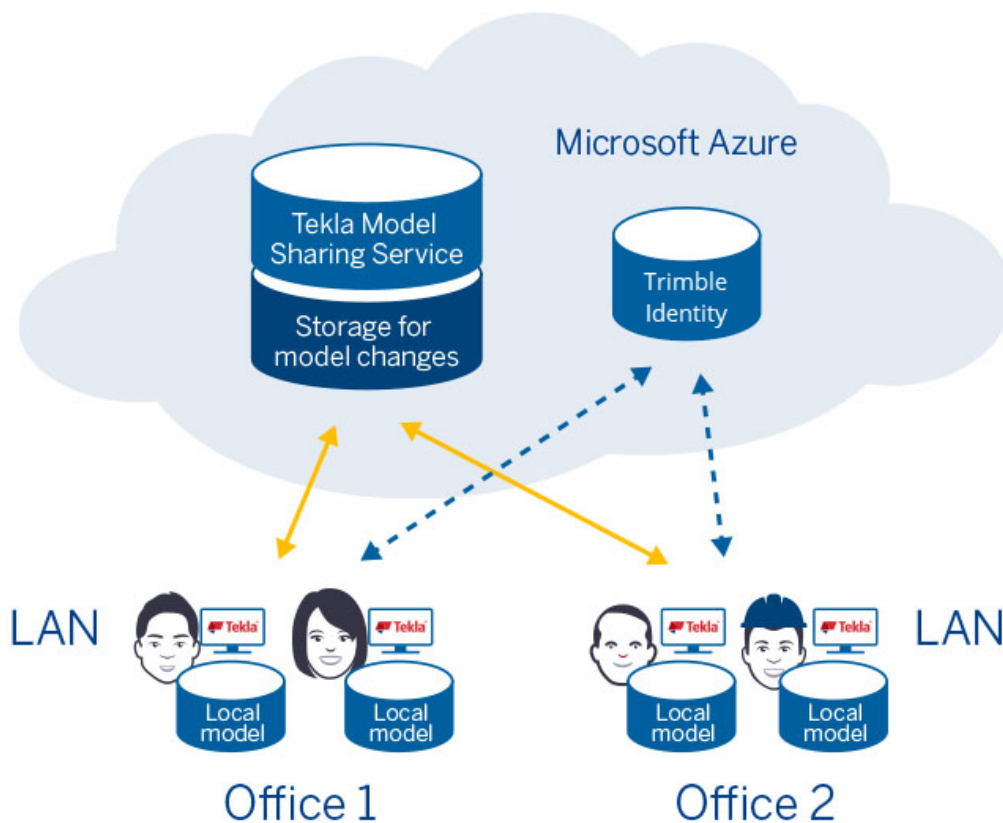 Microsoft Azure
Tekla Model
Sharing Service
Storage for
model changes
Trimble
Identity
LAN
Tekla
Tekla
Tekla
Tekla
LAN
Local
model
Local
model
Local
model
Local
model
Office 1
Office 2